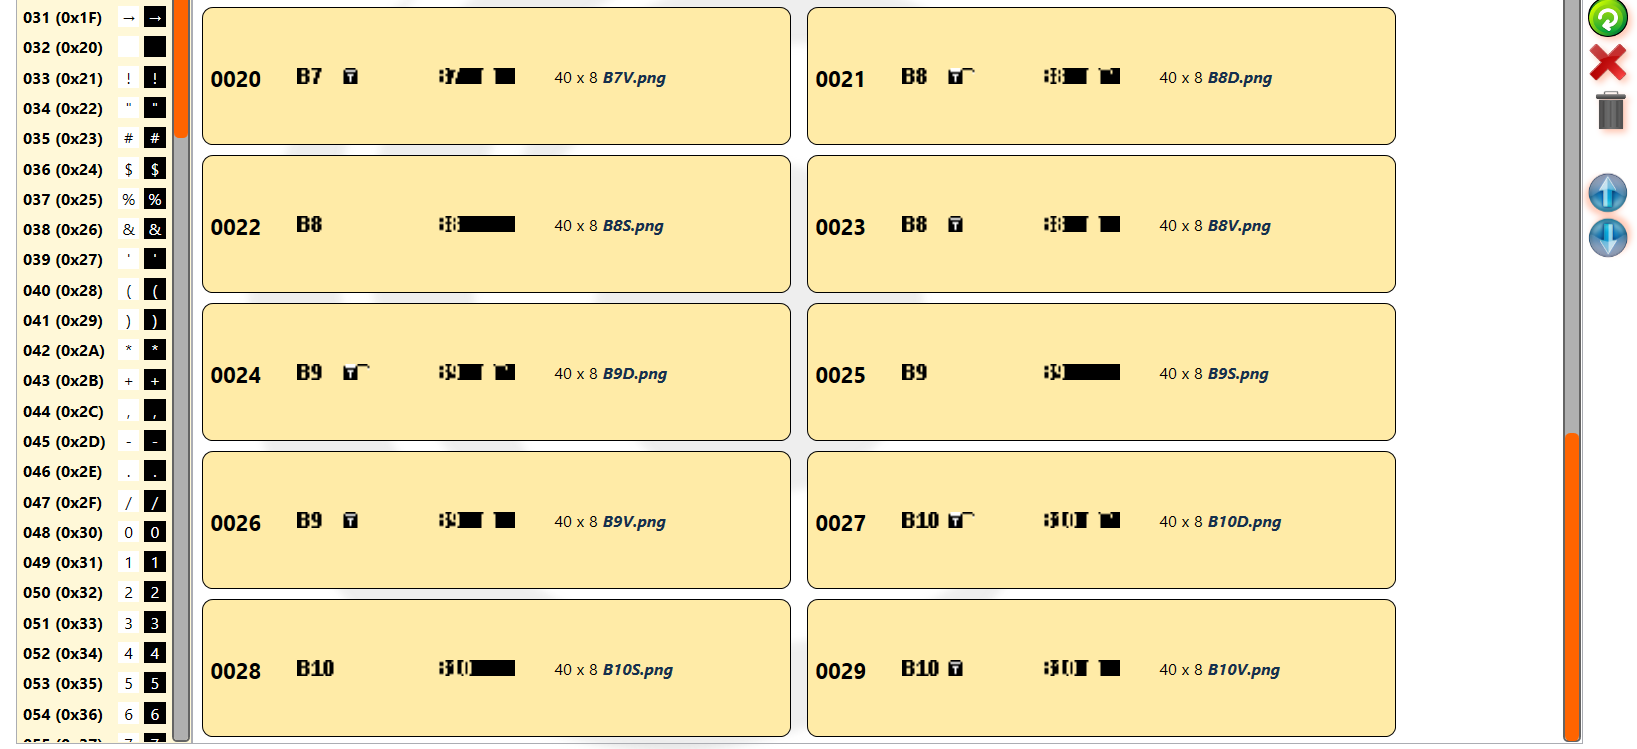 031 (0x1F) → →
032 (0x20)
033 (0x21) ! !
034 (0x22) " "
035 (0x23) # #
036 (0x24) $ $
037 (0x25) % %
038 (0x26) & &
039 (0x27) ' '
040 (0x28) ( (
041 (0x29) ) )
042 (0x2A) * *
043 (0x2B) + +
044 (0x2C) , ,
045 (0x2D) - -
046 (0x2E) . .
047 (0x2F) / /
048 (0x30) 0 0
049 (0x31) 1 1
050 (0x32) 2 2
051 (0x33) 3 3
052 (0x34) 4 4
053 (0x35) 5 5
054 (0x36) 6 6
0020 B7 40 x 8 B7V.png
0021 B8 40 x 8 B8D.png
0022 B8 40 x 8 B8S.png
0023 B8 40 x 8 B8V.png
0024 B9 40 x 8 B9D.png
0025 B9 40 x 8 B9S.png
0026 B9 40 x 8 B9V.png
0027 B10 40 x 8 B10D.png
0028 B10 40 x 8 B10S.png
0029 B10 40 x 8 B10V.png